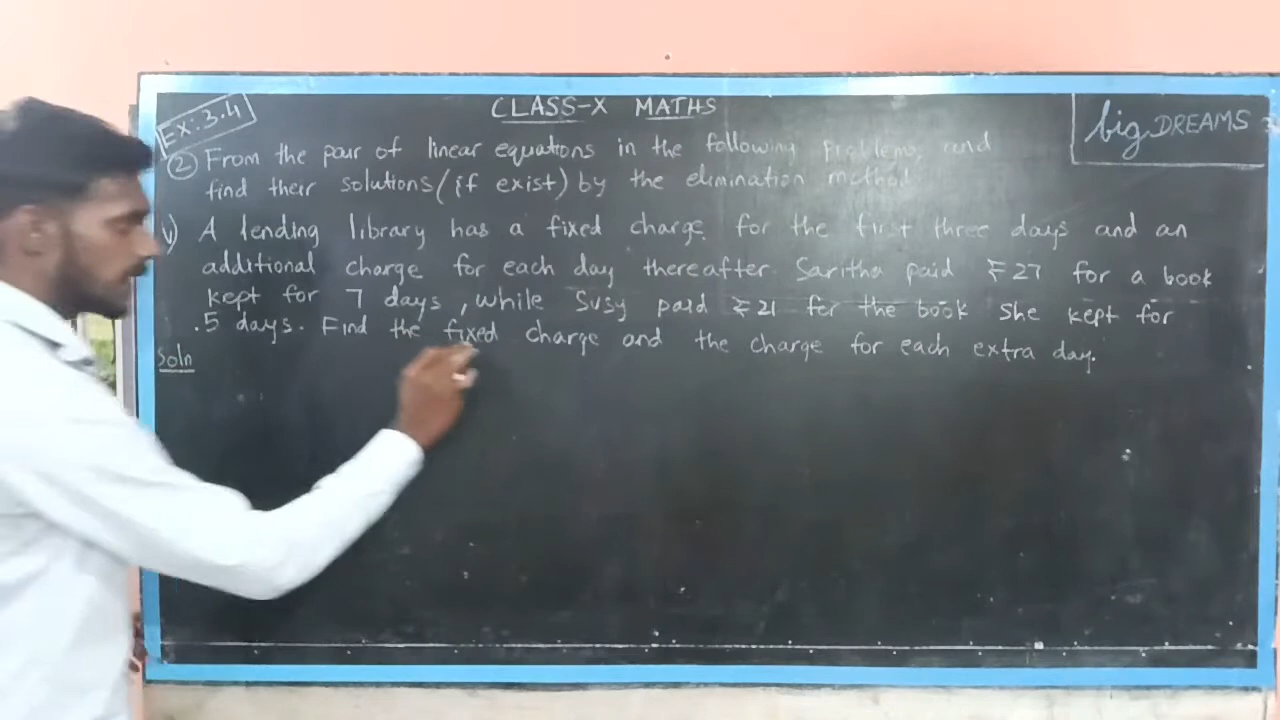 CLASS-X MATHS
big DREAMS
EX: 3.4
2 From the pair of linear equations in the following problems, and
find their solutions (if exist) by the elimination method
v) A lending library has a fixed charge for the first three days and an
additional charge for each day thereafter. Saritha paid ₹27 for a book
kept for 7 days, while Susy paid ₹21 for the book she kept for
5 days. Find the fixed charge and the charge for each extra day.
Soln